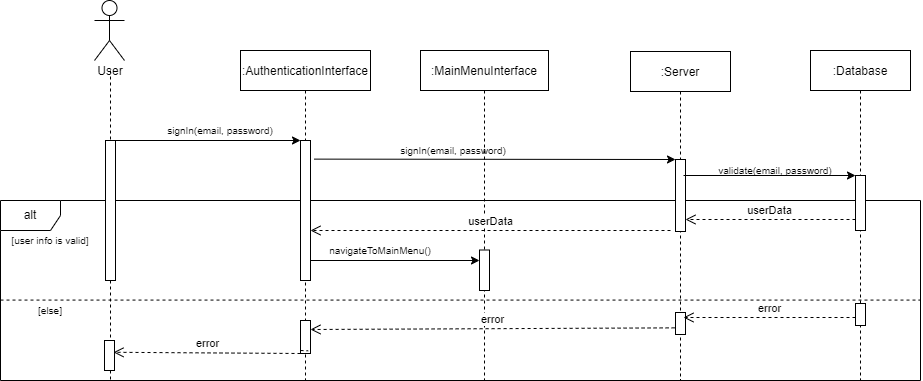 User
:AuthenticationInterface
:MainMenuInterface
:Server
:Database
signIn(email, password)
signIn(email, password)
validate(email, password)
alt
userData
userData
[user info is valid]
navigateToMainMenu()
[else]
error
error
error